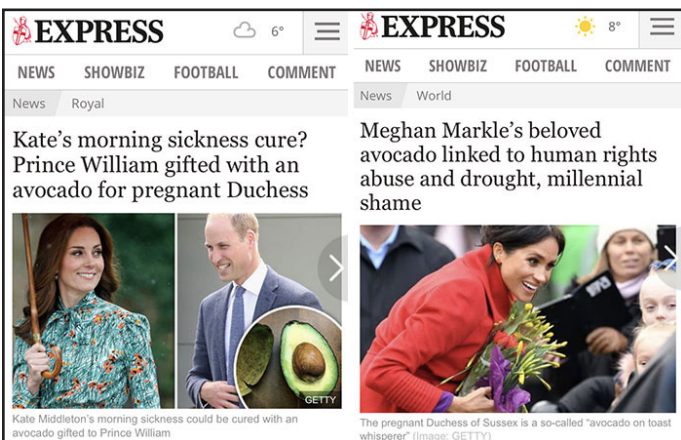 EXPRESS
6°
NEWS SHOWBIZ FOOTBALL COMMENT
News Royal
Kate’s morning sickness cure?
Prince William gifted with an
avocado for pregnant Duchess
GETTY
Kate Middleton's morning sickness could be cured with an
avocado gifted to Prince William
EXPRESS
8°
NEWS SHOWBIZ FOOTBALL COMMENT
News World
Meghan Markle’s beloved
avocado linked to human rights
abuse and drought, millennial
shame
The pregnant Duchess of Sussex is a so-called "avocado on toast
whisperer" (Image: GETTY)